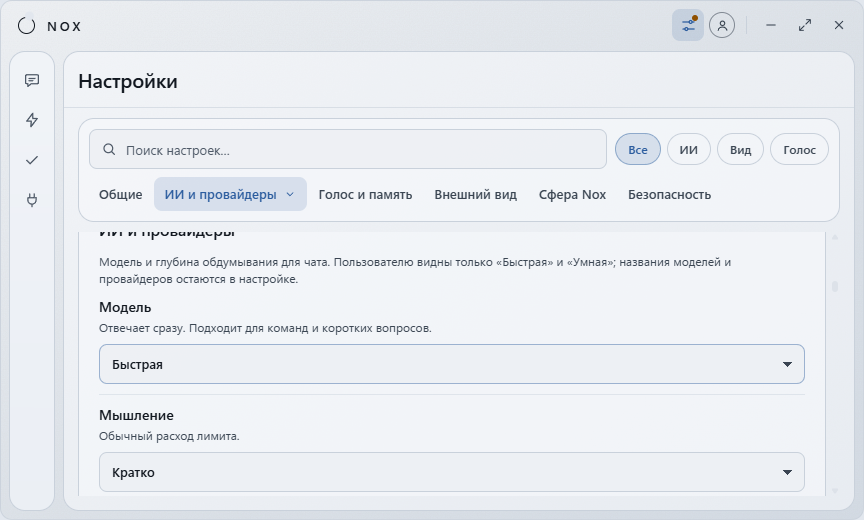 NOX
Настройки
Поиск настроек...
Все
ИИ
Вид
Голос
Общие
ИИ и провайдеры
Голос и память
Внешний вид
Сфера Nox
Безопасность
ИИ и провайдеры
Модель и глубина обдумывания для чата. Пользователю видны только «Быстрая» и «Умная»; названия моделей и
провайдеров остаются в настройке.
Модель
Отвечает сразу. Подходит для команд и коротких вопросов.
Быстрая
Мышление
Обычный расход лимита.
Кратко